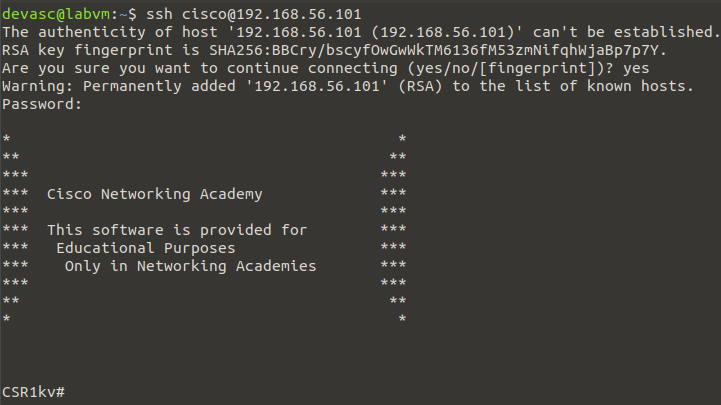 devasc@labvm:~$ ssh cisco@192.168.56.101
The authenticity of host '192.168.56.101 (192.168.56.101)' can't be established.
RSA key fingerprint is SHA256:BBCry/bscyfOwGwWkTM6136fM53zmNifqhWjaBp7p7Y.
Are you sure you want to continue connecting (yes/no/[fingerprint])? yes
Warning: Permanently added '192.168.56.101' (RSA) to the list of known hosts.
Password:
*                                           *
**                                         **
***                                       ***
***  Cisco Networking Academy             ***
***                                       ***
***  This software is provided for        ***
***   Educational Purposes                ***
***    Only in Networking Academies       ***
***                                       ***
**                                         **
*                                           *
CSR1kv#